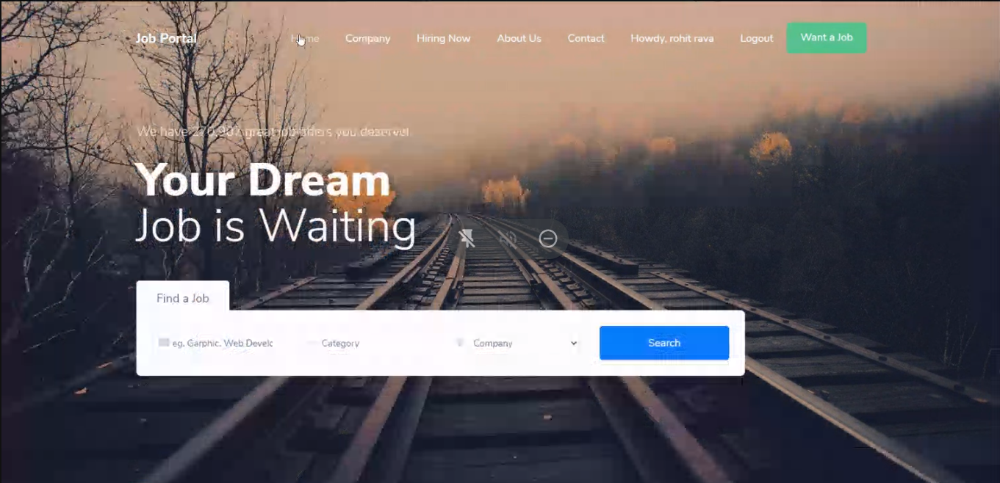 Job Portal Home Company Hiring Now About Us Contact Howdy, rohit rava Logout Want a Job
We have great job offers you deserve!
Your Dream
Job is Waiting
Find a Job
eg. Garphic. Web Develc Category Company Search